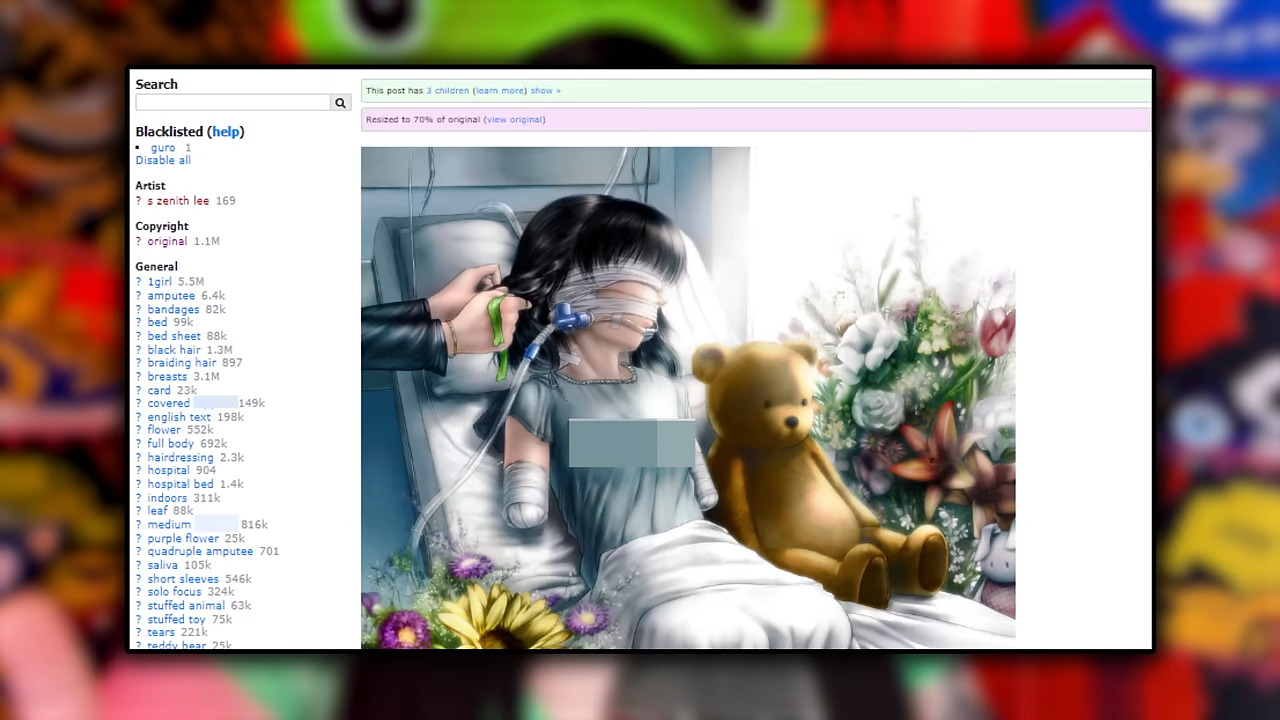 Search
Blacklisted (help)
guro 1
Disable all
Artist
? s zenith lee 169
Copyright
? original 1.1M
General
? 1girl 5.5M
? amputee 6.4k
? bandages 82k
? bed 99k
? bed sheet 88k
? black hair 1.3M
? braiding hair 897
? breasts 3.1M
? card 23k
? covered 149k
? english text 198k
? flower 552k
? full body 692k
? hairdressing 2.3k
? hospital 904
? hospital bed 1.4k
? indoors 311k
? leaf 88k
? medium 816k
? purple flower 25k
? quadruple amputee 701
? saliva 105k
? short sleeves 546k
? solo focus 324k
? stuffed animal 63k
? stuffed toy 75k
? tears 221k
? teddy bear 25k
This post has 3 children (learn more) show »
Resized to 70% of original (view original)